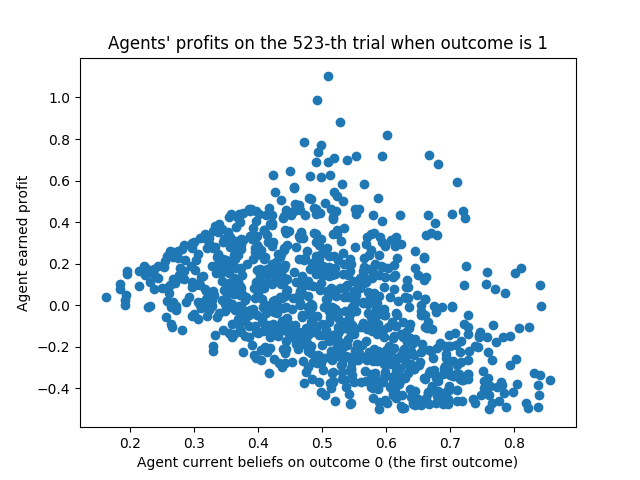 Agents' profits on the 523-th trial when outcome is 1
Agent earned profit
1.0
0.8
0.6
0.4
0.2
0.0
−0.2
−0.4
0.2 0.3 0.4 0.5 0.6 0.7 0.8
Agent current beliefs on outcome 0 (the first outcome)